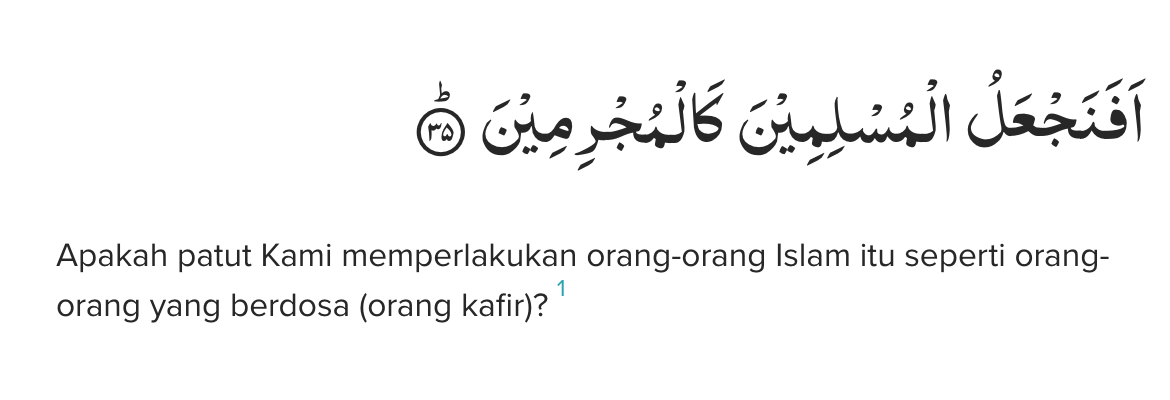 اَفَنَجْعَلُ الْمُسْلِمِيْنَ كَالْمُجْرِمِيْنَ ۗ ٣٥
Apakah patut Kami memperlakukan orang-orang Islam itu seperti orang-
orang yang berdosa (orang kafir)? 1